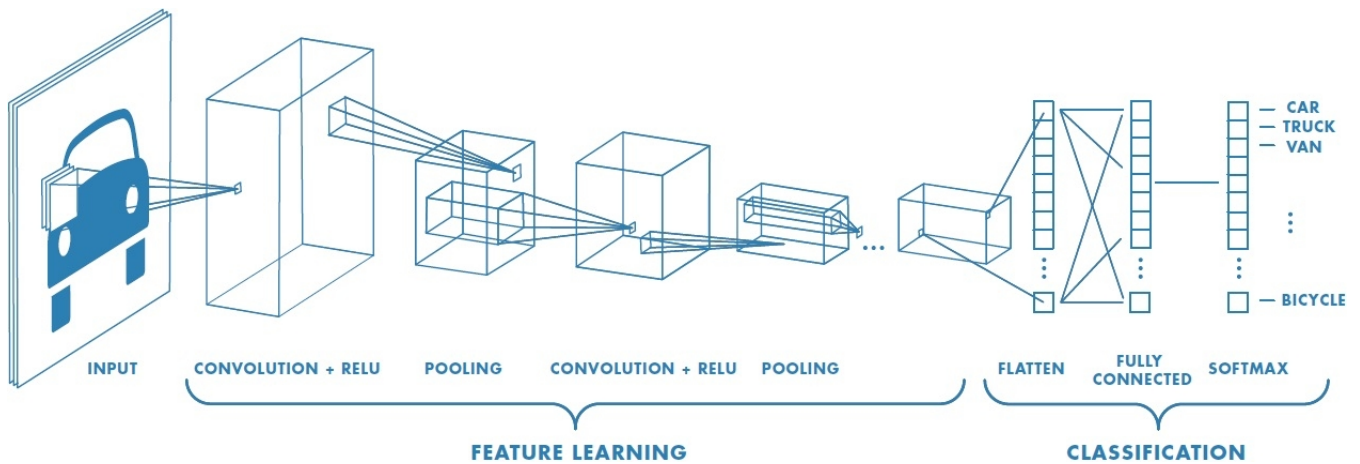 CAR
TRUCK
VAN
BICYCLE
INPUT
CONVOLUTION + RELU
POOLING
CONVOLUTION + RELU
POOLING
FLATTEN
FULLY
CONNECTED
SOFTMAX
FEATURE LEARNING
CLASSIFICATION